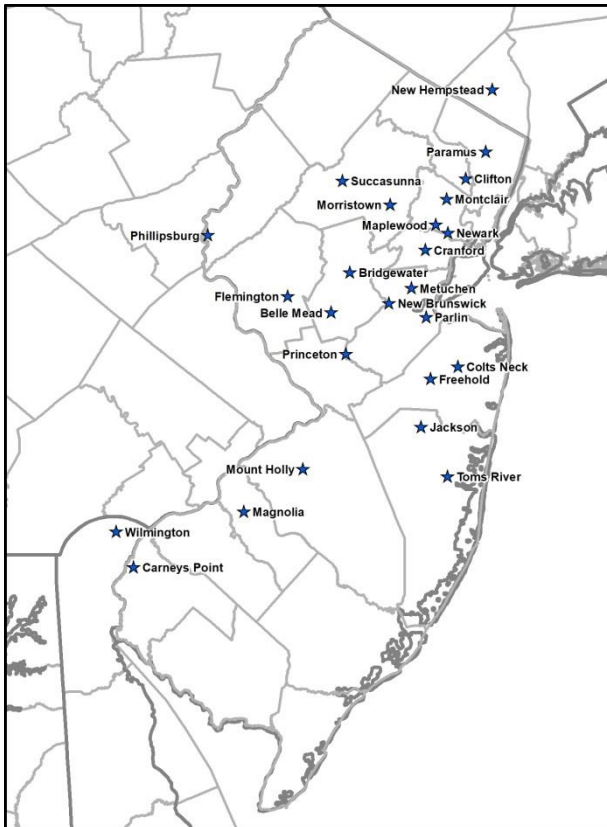 New Hempstead
Paramus
Clifton
Succasunna
Montclair
Morristown
Maplewood
Newark
Phillipsburg
Cranford
Bridgewater
Metuchen
Flemington
New Brunswick
Belle Mead
Parlin
Princeton
Colts Neck
Freehold
Jackson
Mount Holly
Toms River
Magnolia
Wilmington
Carneys Point